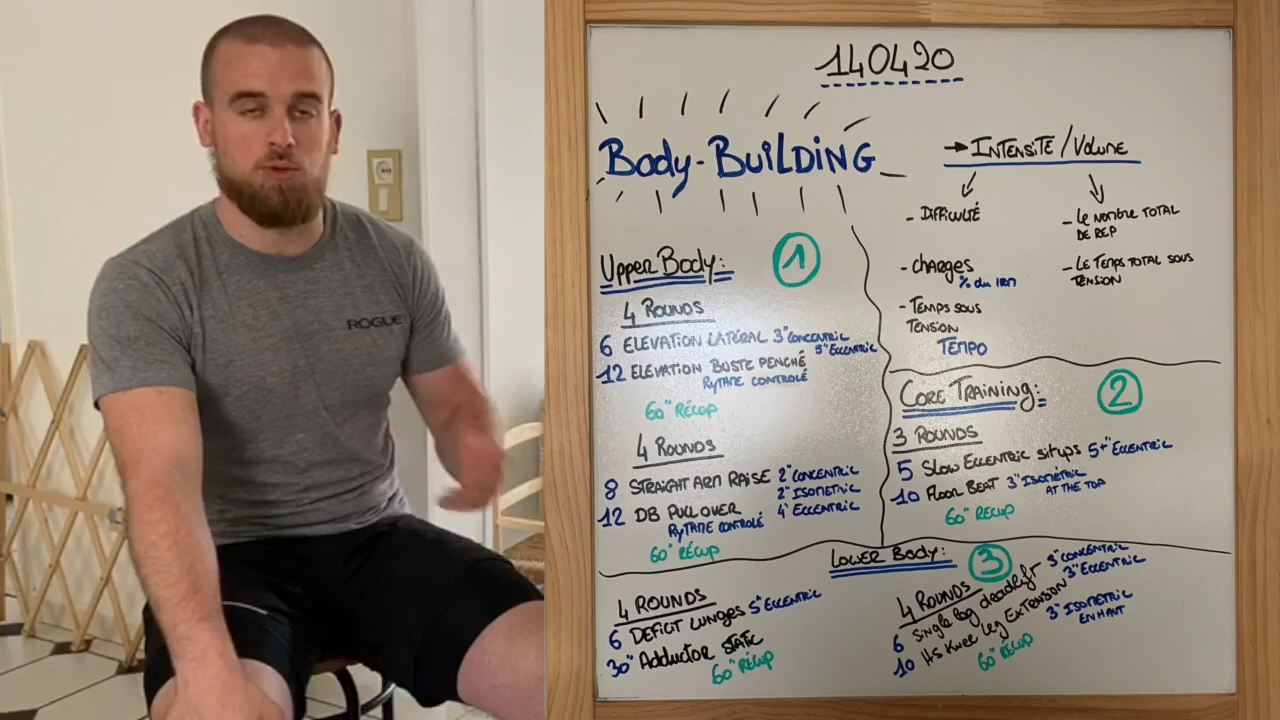 ROGUE
140420
Body-BUILDING
→ INTENSITÉ / VOLUME
- DIFFICULTÉ
- CHARGES
% du 1RM
- TEMPS SOUS
TENSION
TEMPO
- Le NOMBRE TOTAL
DE REP
- LE TEMPS TOTAL SOUS
TENSION
Upper Body: 1
4 ROUNDS
6 ELEVATION LATÉRAL 3" CONCENTRIC
3" ECCENTRIC
12 ELEVATION BUSTE PENCHÉ
RYTHME CONTROLÉ
60" RÉCUP
4 ROUNDS
8 STRAIGHT ARM RAISE 2" CONCENTRIC
2" ISOMETRIC
4" ECCENTRIC
12 DB PULLOVER
RYTHME CONTROLÉ
60" RÉCUP
CORE TRAINING: 2
3 ROUNDS
5 SLOW ECCENTRIC SITUPS 5+" ECCENTRIC
10 FLOOR BEAT 3" ISOMÉTRIC
AT THE TOP
60" RÉCUP
LOWER BODY: 3
4 ROUNDS
6 DEFICIT LUNGES 5" ECCENTRIC
30" Adductor STATIC
60" RÉCUP
4 ROUNDS
6 Single leg deadlift 3" CONCENTRIC
3" ECCENTRIC
10 HS Knee Leg EXTENSION 3" ISOMETRIC
EN HAUT
60" RÉCUP